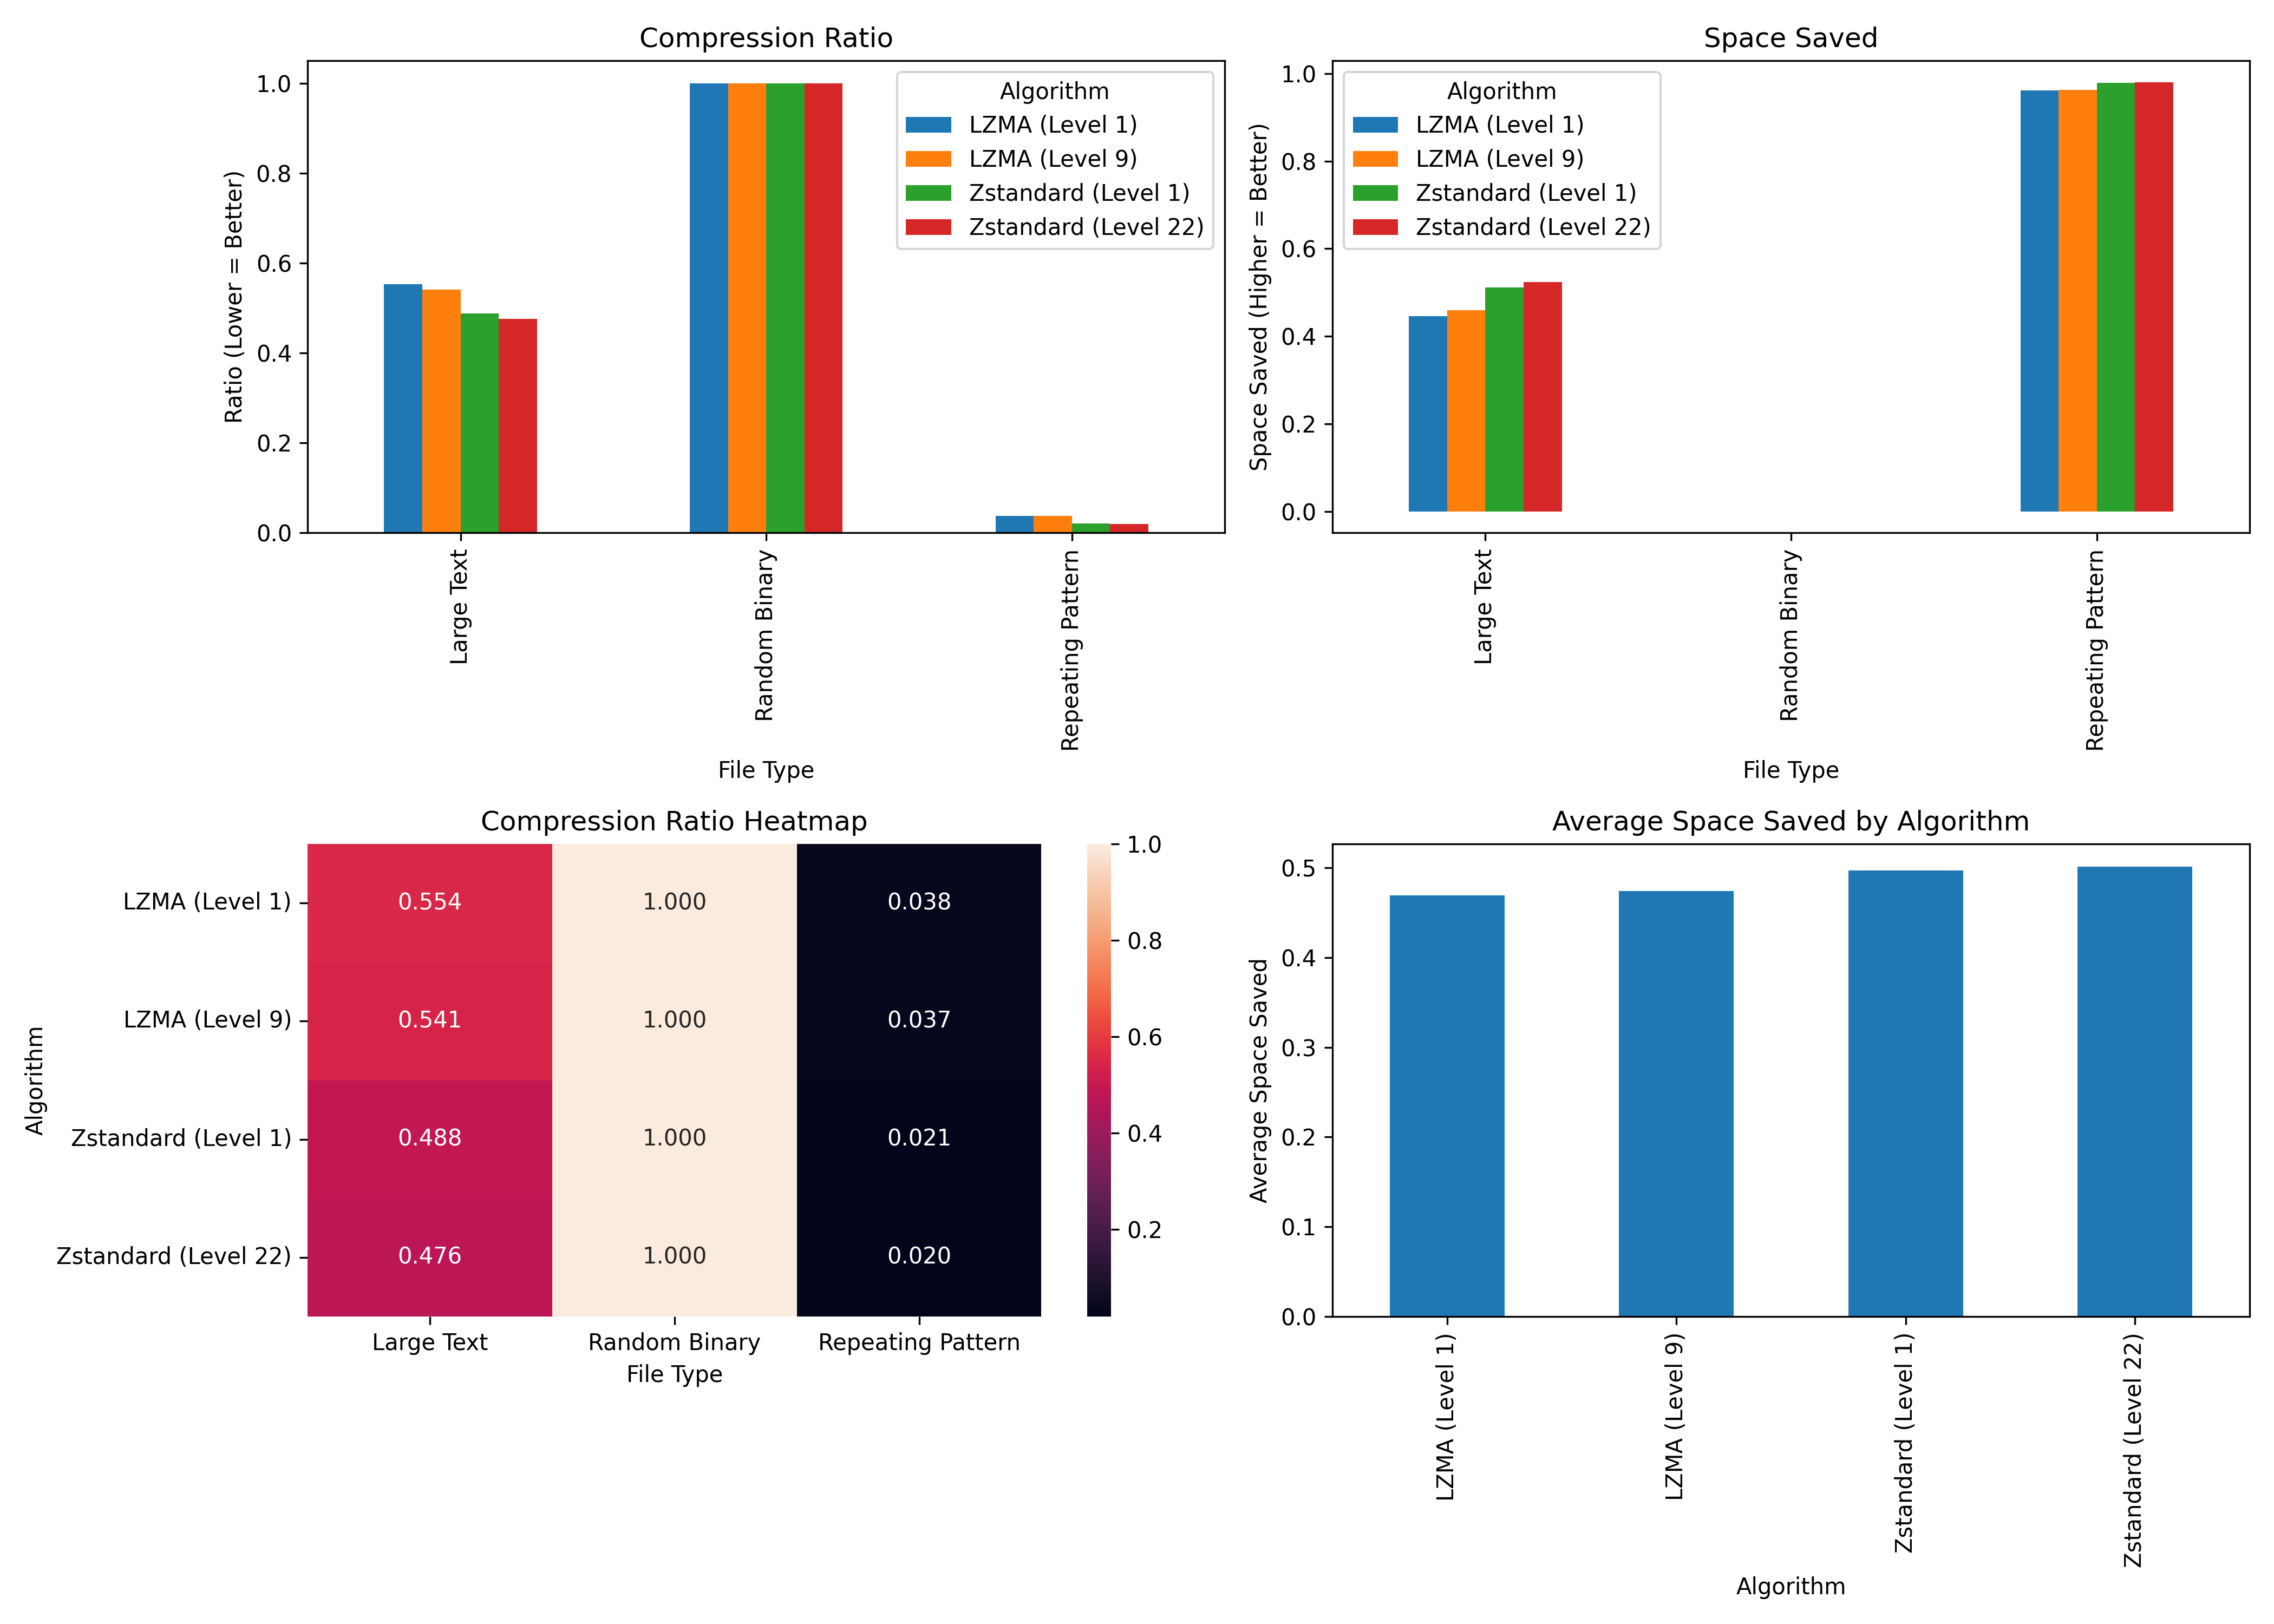 Compression Ratio
Ratio (Lower = Better)
1.0
0.8
0.6
0.4
0.2
0.0
Algorithm
LZMA (Level 1)
LZMA (Level 9)
Zstandard (Level 1)
Zstandard (Level 22)
Large Text
Random Binary
Repeating Pattern
File Type
Space Saved
Space Saved (Higher = Better)
1.0
0.8
0.6
0.4
0.2
0.0
Algorithm
LZMA (Level 1)
LZMA (Level 9)
Zstandard (Level 1)
Zstandard (Level 22)
Large Text
Random Binary
Repeating Pattern
File Type
Compression Ratio Heatmap
Algorithm
LZMA (Level 1) 0.554 1.000 0.038
LZMA (Level 9) 0.541 1.000 0.037
Zstandard (Level 1) 0.488 1.000 0.021
Zstandard (Level 22) 0.476 1.000 0.020
Large Text Random Binary Repeating Pattern
File Type
1.0
0.8
0.6
0.4
0.2
Average Space Saved by Algorithm
Average Space Saved
0.5
0.4
0.3
0.2
0.1
0.0
LZMA (Level 1)
LZMA (Level 9)
Zstandard (Level 1)
Zstandard (Level 22)
Algorithm